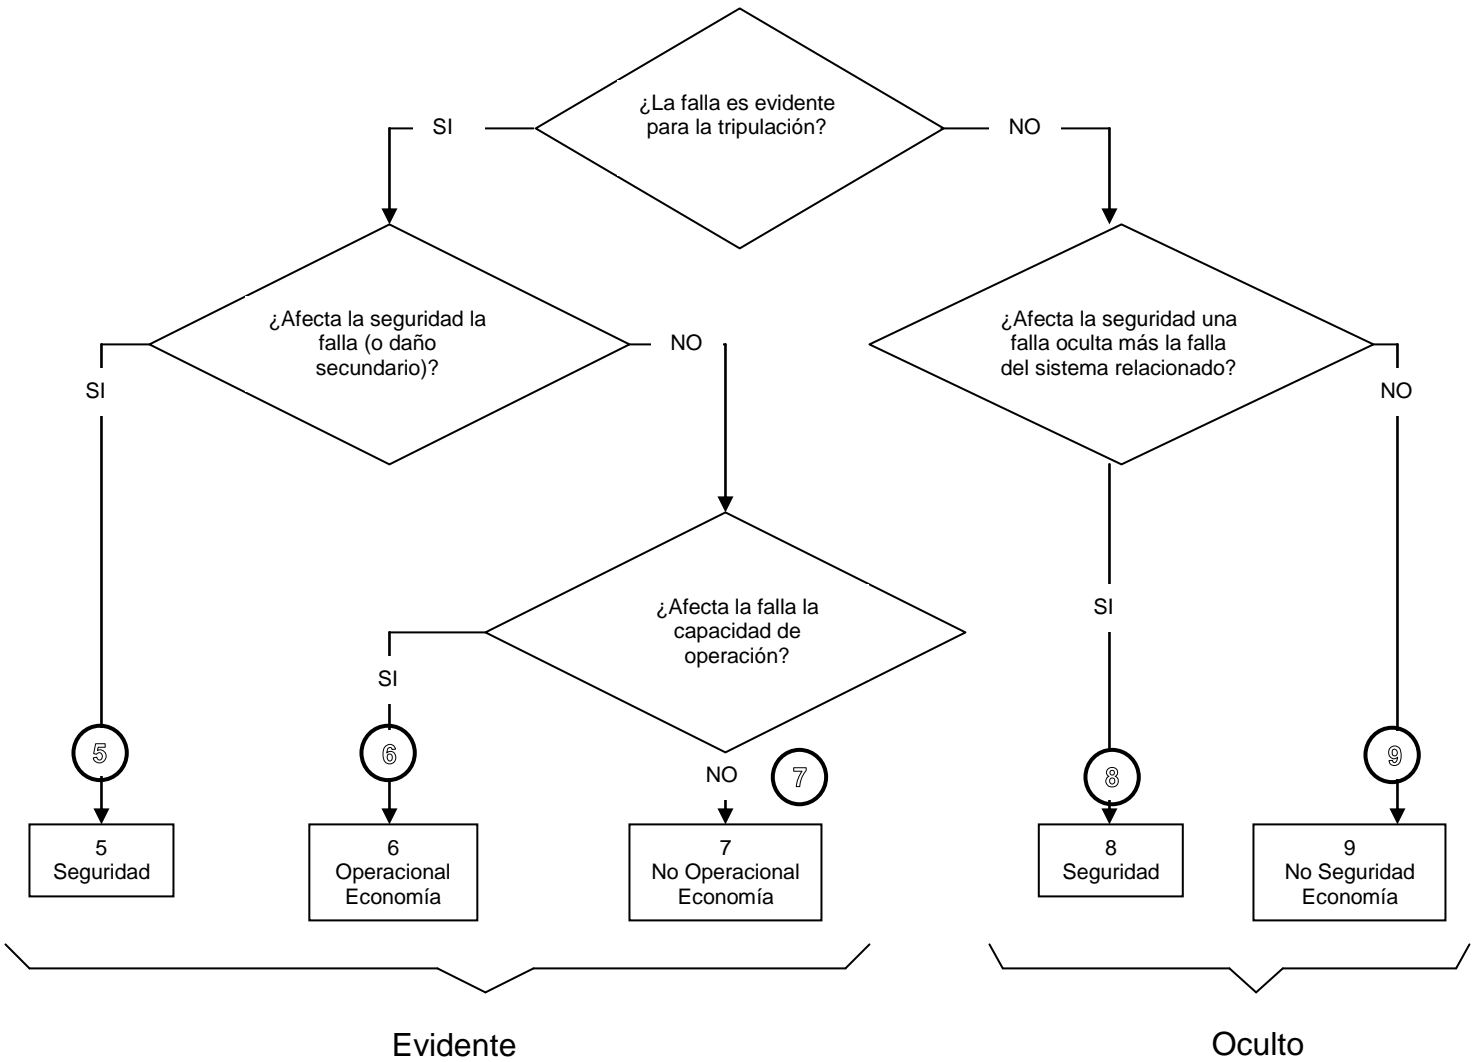 ¿La falla es evidente
para la tripulación?
SI
NO
¿Afecta la seguridad la
falla (o daño
secundario)?
¿Afecta la seguridad una
falla oculta más la falla
del sistema relacionado?
NO
SI
NO
¿Afecta la falla la
capacidad de
operación?
SI
SI
5
6
NO
7
8
9
5
Seguridad
6
Operacional
Economía
7
No Operacional
Economía
8
Seguridad
9
No Seguridad
Economía
Evidente
Oculto